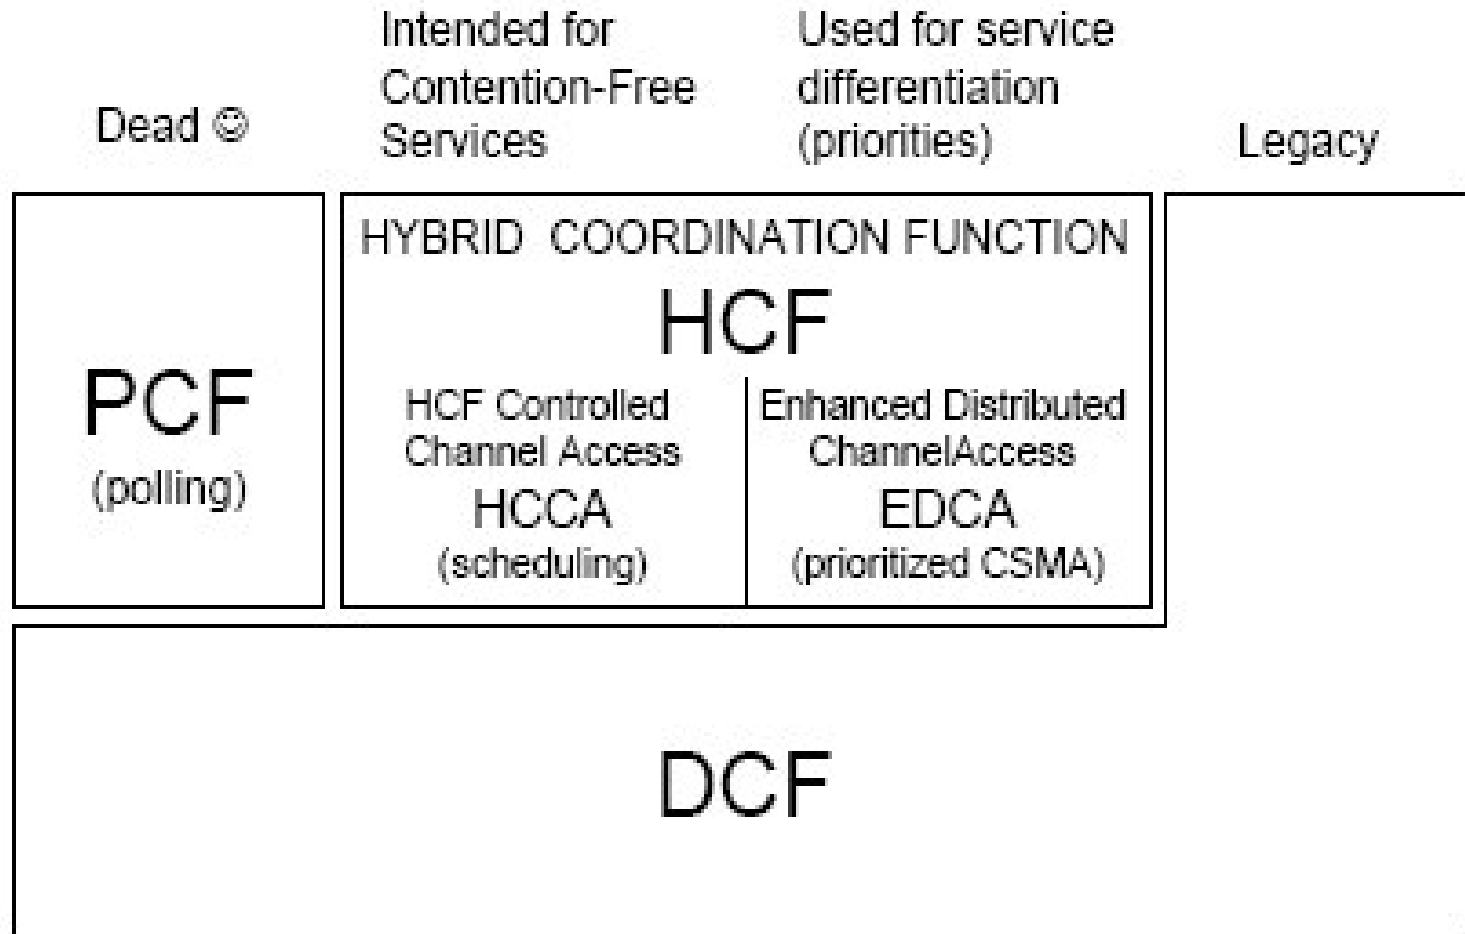 Dead ☺
Intended for
Contention-Free
Services
Used for service
differentiation
(priorities)
Legacy
PCF
(polling)
HYBRID COORDINATION FUNCTION
HCF
HCF Controlled
Channel Access
HCCA
(scheduling)
Enhanced Distributed
ChannelAccess
EDCA
(prioritized CSMA)
DCF